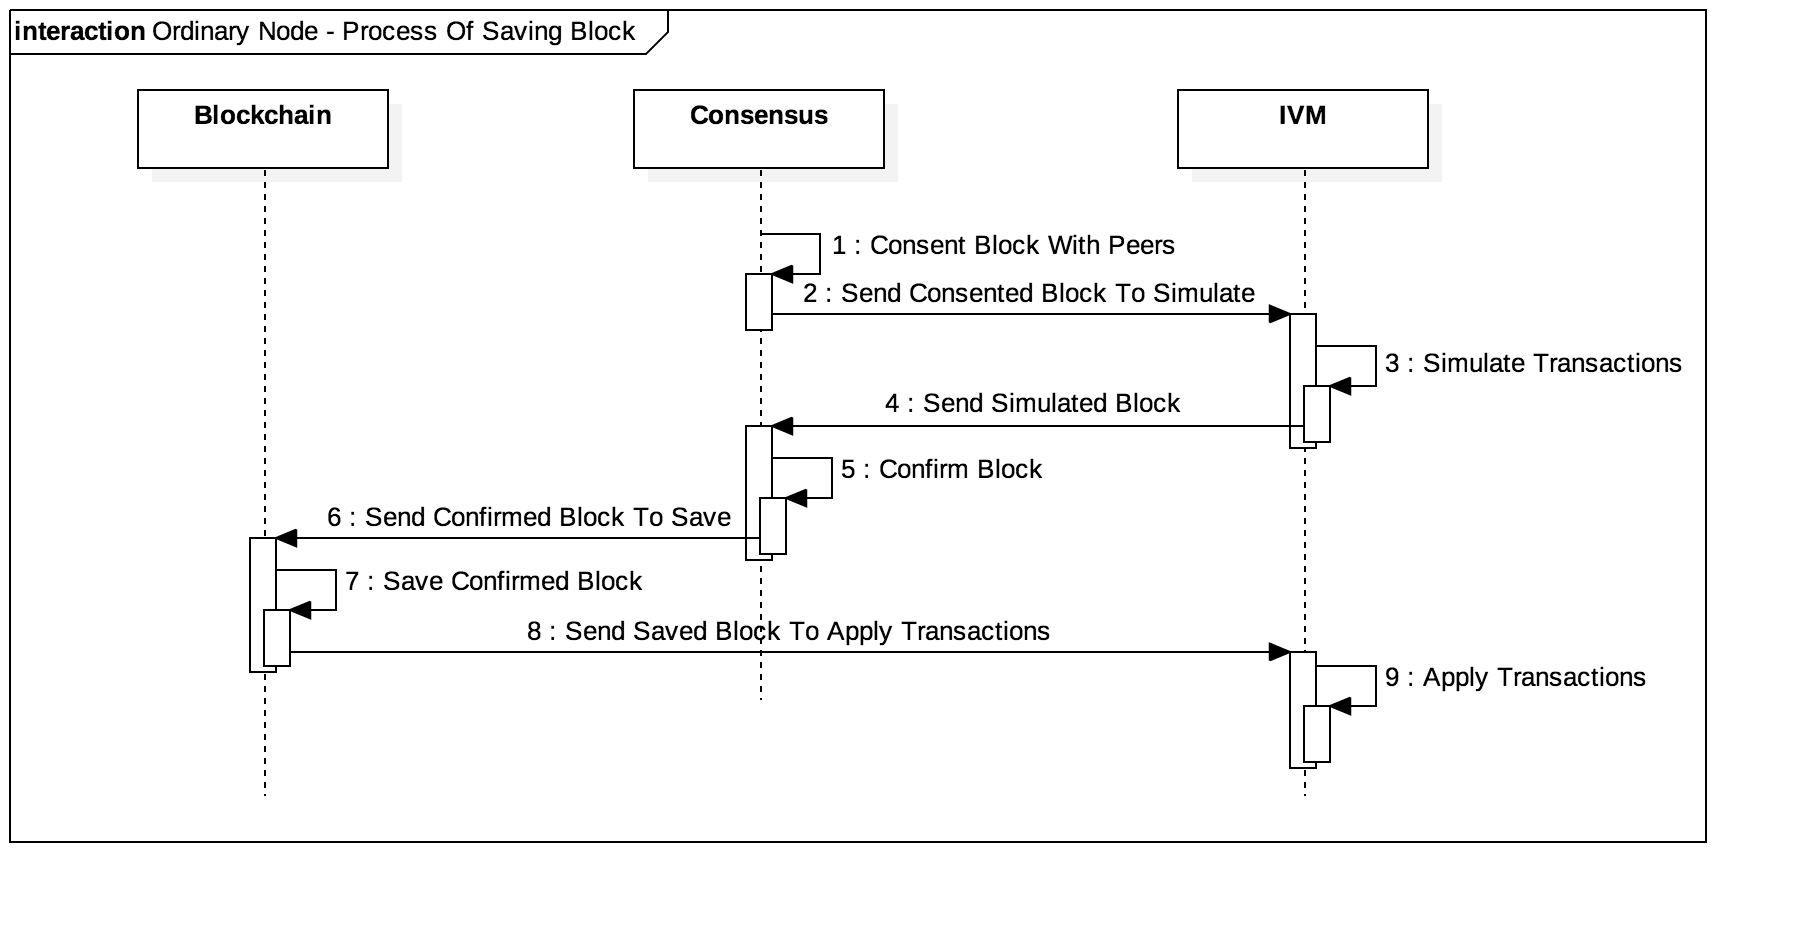 interaction Ordinary Node - Process Of Saving Block
Blockchain
Consensus
IVM
1 : Consent Block With Peers
2 : Send Consented Block To Simulate
3 : Simulate Transactions
4 : Send Simulated Block
5 : Confirm Block
6 : Send Confirmed Block To Save
7 : Save Confirmed Block
8 : Send Saved Block To Apply Transactions
9 : Apply Transactions